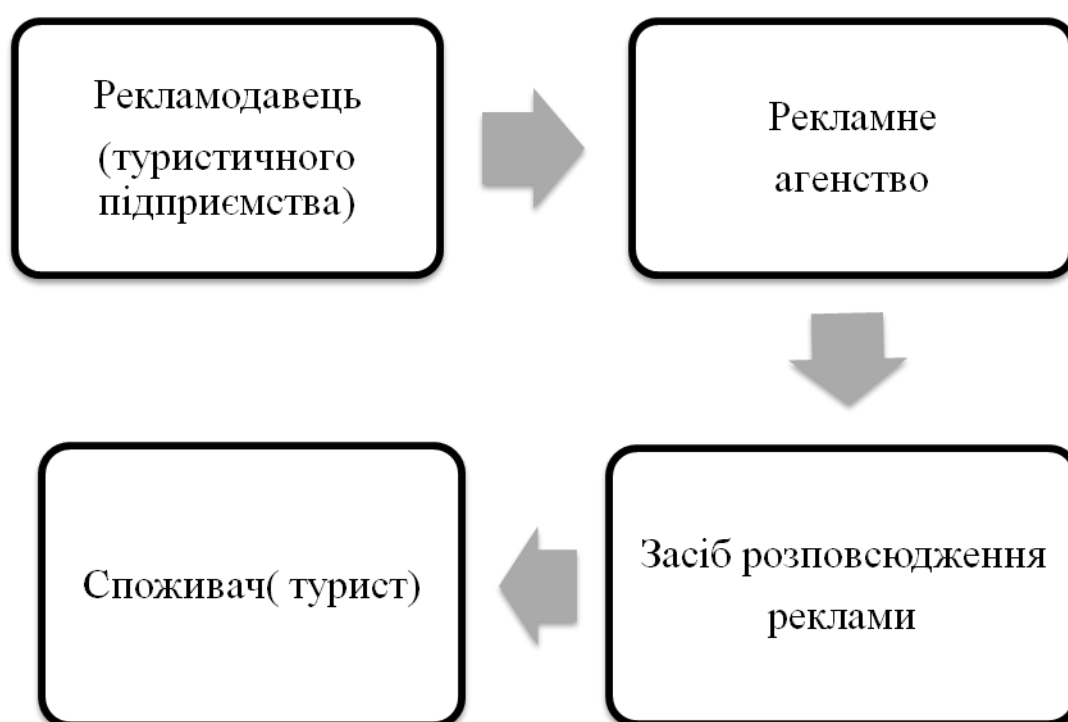 Рекламодавець
(туристичного
підприємства)
Рекламне
агенство
Засіб розповсюдження
реклами
Споживач( турист)